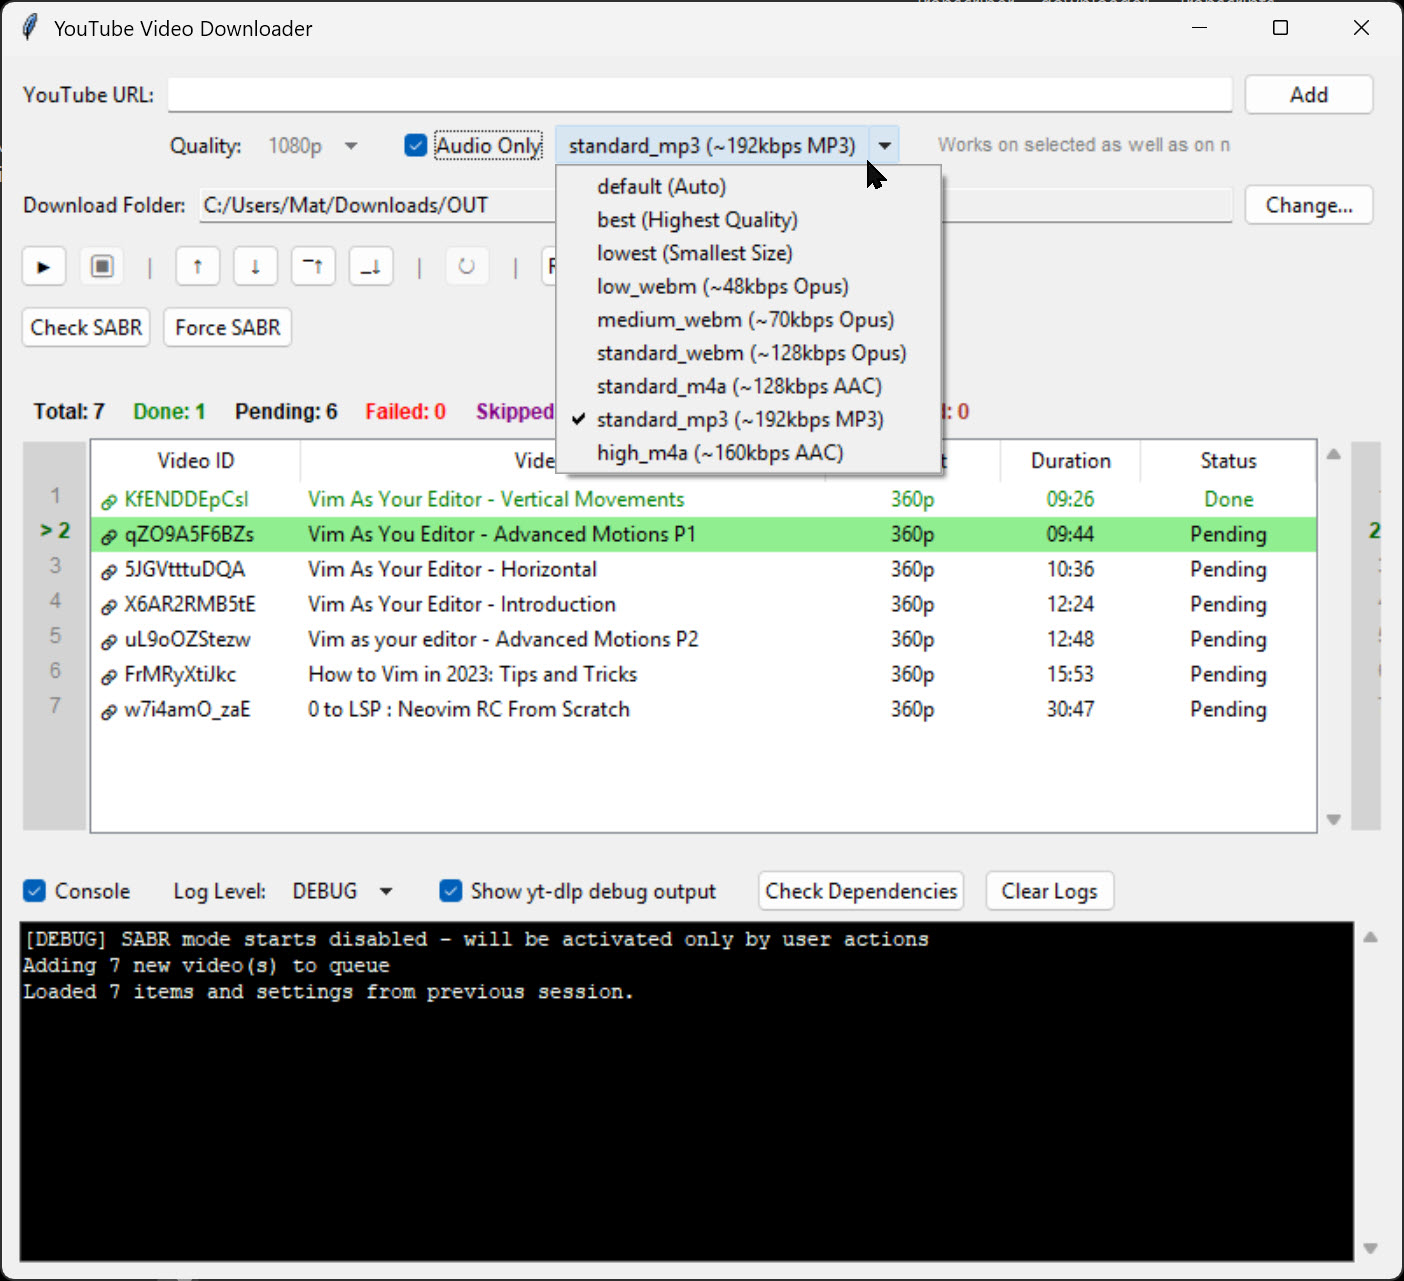 YouTube Video Downloader
YouTube URL: Add
Quality: 1080p Audio Only standard_mp3 (~192kbps MP3) Works on selected as well as on n
default (Auto)
best (Highest Quality)
lowest (Smallest Size)
low_webm (~48kbps Opus)
medium_webm (~70kbps Opus)
standard_webm (~128kbps Opus)
standard_m4a (~128kbps AAC)
standard_mp3 (~192kbps MP3)
high_m4a (~160kbps AAC)
Download Folder: C:/Users/Mat/Downloads/OUT Change...
Check SABR Force SABR
Total: 7 Done: 1 Pending: 6 Failed: 0 Skipped : 0
Video ID Vide t Duration Status
1 KfENDDEpCsI Vim As Your Editor - Vertical Movements 360p 09:26 Done
> 2 qZO9A5F6BZs Vim As You Editor - Advanced Motions P1 360p 09:44 Pending 2
3 5JGVtttuDQA Vim As Your Editor - Horizontal 360p 10:36 Pending
4 X6AR2RMB5tE Vim As Your Editor - Introduction 360p 12:24 Pending
5 uL9oOZStezw Vim as your editor - Advanced Motions P2 360p 12:48 Pending
6 FrMRyXtiJkc How to Vim in 2023: Tips and Tricks 360p 15:53 Pending
7 w7i4amO_zaE 0 to LSP : Neovim RC From Scratch 360p 30:47 Pending
Console Log Level: DEBUG Show yt-dlp debug output Check Dependencies Clear Logs
[DEBUG] SABR mode starts disabled - will be activated only by user actions
Adding 7 new video(s) to queue
Loaded 7 items and settings from previous session.